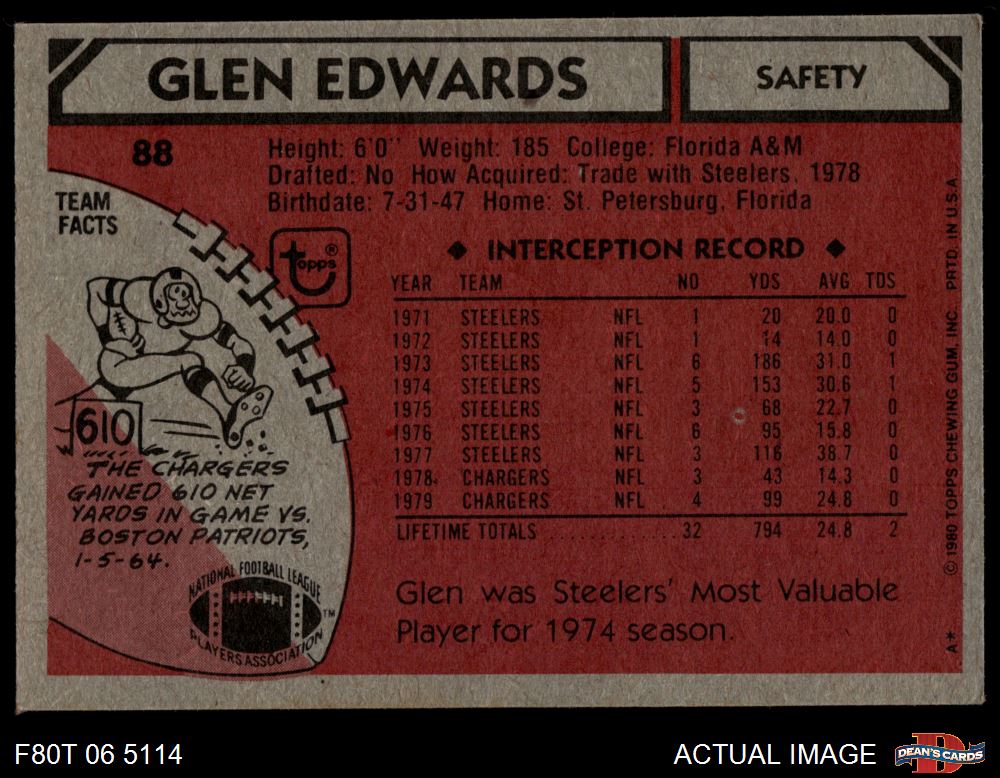 GLEN EDWARDS
SAFETY
88
Height: 6'0" Weight: 185 College: Florida A&M
Drafted: No How Acquired: Trade with Steelers, 1978
Birthdate: 7-31-47 Home: St. Petersburg, Florida
TEAM
FACTS
topps®
◆ INTERCEPTION RECORD ◆
YEAR TEAM NO YDS AVG TDS
1971 STEELERS NFL 1 20 20.0 0
1972 STEELERS NFL 1 14 14.0 0
1973 STEELERS NFL 6 186 31.0 1
1974 STEELERS NFL 5 153 30.6 1
1975 STEELERS NFL 3 68 22.7 0
1976 STEELERS NFL 6 95 15.8 0
1977 STEELERS NFL 3 116 38.7 0
1978 CHARGERS NFL 3 43 14.3 0
1979 CHARGERS NFL 4 99 24.8 0
LIFETIME TOTALS ............ 32 794 24.8 2
610
THE CHARGERS
GAINED 610 NET
YARDS IN GAME VS.
BOSTON PATRIOTS,
1-5-64.
NATIONAL FOOTBALL LEAGUE
PLAYERS ASSOCIATION
TM
Glen was Steelers' Most Valuable
Player for 1974 season.
A*
© 1980 TOPPS CHEWING GUM, INC. PRTD. IN U.S.A.
F80T 06 5114
ACTUAL IMAGE
DEAN'S CARDS